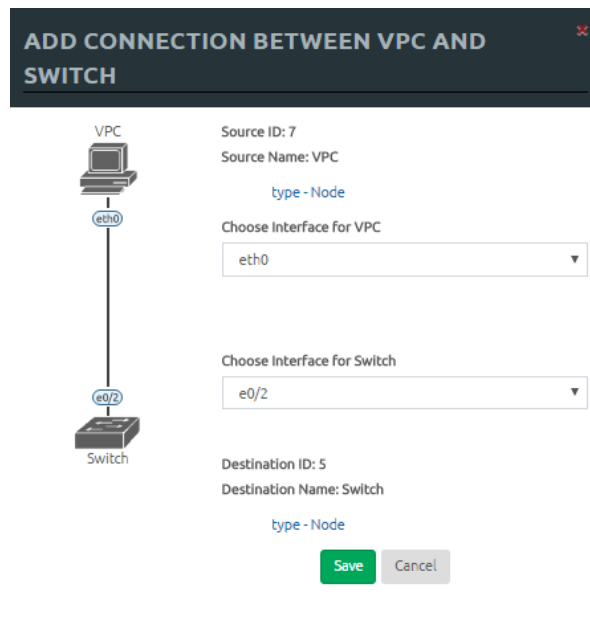 ADD CONNECTION BETWEEN VPC AND
SWITCH
VPC
eth0
e0/2
Switch
Source ID: 7
Source Name: VPC
type - Node
Choose Interface for VPC
eth0
Choose Interface for Switch
e0/2
Destination ID: 5
Destination Name: Switch
type - Node
Save
Cancel